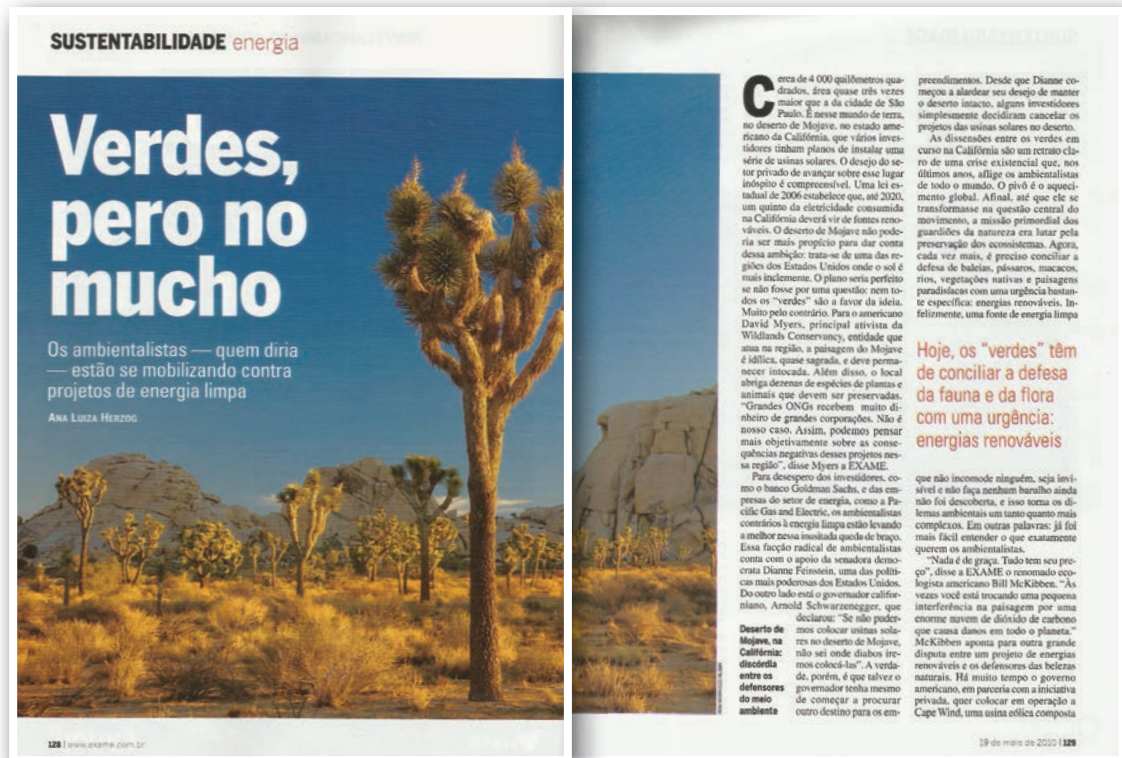 SUSTENTABILIDADE energia
Verdes,
pero no
mucho
Os ambientalistas — quem diria
— estão se mobilizando contra
projetos de energia limpa
ANA LUIZA HERZOG
128 | www.exame.com.br
Cerca de 4 000 quilômetros qua-
drados, área quase três vezes
maior que a da cidade de São
Paulo. É nesse mundo de terra,
no deserto de Mojave, no estado ame-
ricano da Califórnia, que vários inves-
tidores tinham planos de instalar uma
série de usinas solares. O desejo do se-
tor privado de avançar sobre esse lugar
inóspito é compreensível. Uma lei es-
tadual de 2006 estabelece que, até 2020,
um quinto da eletricidade consumida
na Califórnia deverá vir de fontes reno-
váveis. O deserto de Mojave não pode-
ria ser mais propício para dar conta
dessa ambição: trata-se de uma das re-
giões dos Estados Unidos onde o sol é
mais inclemente. O plano seria perfeito
se não fosse por uma questão: nem to-
dos os “verdes” são a favor da ideia.
Muito pelo contrário. Para o americano
David Myers, principal ativista da
Wildlands Conservancy, entidade que
atua na região, a paisagem do Mojave
é idílica, quase sagrada, e deve perma-
necer intocada. Além disso, o local
abriga dezenas de espécies de plantas e
animais que devem ser preservadas.
“Grandes ONGs recebem muito di-
nheiro de grandes corporações. Não é
nosso caso. Assim, podemos pensar
mais objetivamente sobre as conse-
quências negativas desses projetos nes-
sa região”, disse Myers a EXAME.
Para desespero dos investidores, co-
mo o banco Goldman Sachs, e das em-
presas do setor de energia, como a Pa-
cific Gas and Electric, os ambientalistas
contrários à energia limpa estão levando
a melhor nessa inusitada queda de braço.
Essa facção radical de ambientalistas
conta com o apoio da senadora demo-
crata Dianne Feinstein, uma das políti-
cas mais poderosas dos Estados Unidos.
Do outro lado está o governador califor-
niano, Arnold Schwarzenegger, que
declarou: “Se não puder-
mos colocar usinas sola-
res no deserto de Mojave,
não sei onde diabos ire-
mos colocá-las”. A verda-
de, porém, é que talvez o
governador tenha mesmo
de começar a procurar
outro destino para os em-
Deserto de
Mojave, na
Califórnia:
discórdia
entre os
defensores
do meio
ambiente
preendimentos. Desde que Dianne co-
meçou a alardear seu desejo de manter
o deserto intacto, alguns investidores
simplesmente decidiram cancelar os
projetos das usinas solares no deserto.
As dissensões entre os verdes em
curso na Califórnia são um retrato cla-
ro de uma crise existencial que, nos
últimos anos, aflige os ambientalistas
de todo o mundo. O pivô é o aqueci-
mento global. Afinal, até que ele se
transformasse na questão central do
movimento, a missão primordial dos
guardiões da natureza era lutar pela
preservação dos ecossistemas. Agora,
cada vez mais, é preciso conciliar a
defesa de baleias, pássaros, macacos,
rios, vegetações nativas e paisagens
paradisíacas com uma urgência bastan-
te específica: energias renováveis. In-
felizmente, uma fonte de energia limpa
Hoje, os “verdes” têm
de conciliar a defesa
da fauna e da flora
com uma urgência:
energias renováveis
que não incomode ninguém, seja invi-
sível e não faça nenhum barulho ainda
não foi descoberta, e isso torna os di-
lemas ambientais um tanto quanto mais
complexos. Em outras palavras: já foi
mais fácil entender o que exatamente
querem os ambientalistas.
“Nada é de graça. Tudo tem seu pre-
ço”, disse a EXAME o renomado eco-
logista americano Bill McKibben. “Às
vezes você está trocando uma pequena
interferência na paisagem por uma
enorme nuvem de dióxido de carbono
que causa danos em todo o planeta.”
McKibben aponta para outra grande
disputa entre um projeto de energias
renováveis e os defensores das belezas
naturais. Há muito tempo o governo
americano, em parceria com a iniciativa
privada, quer colocar em operação a
Cape Wind, uma usina eólica composta
19 de maio de 2010 | 129